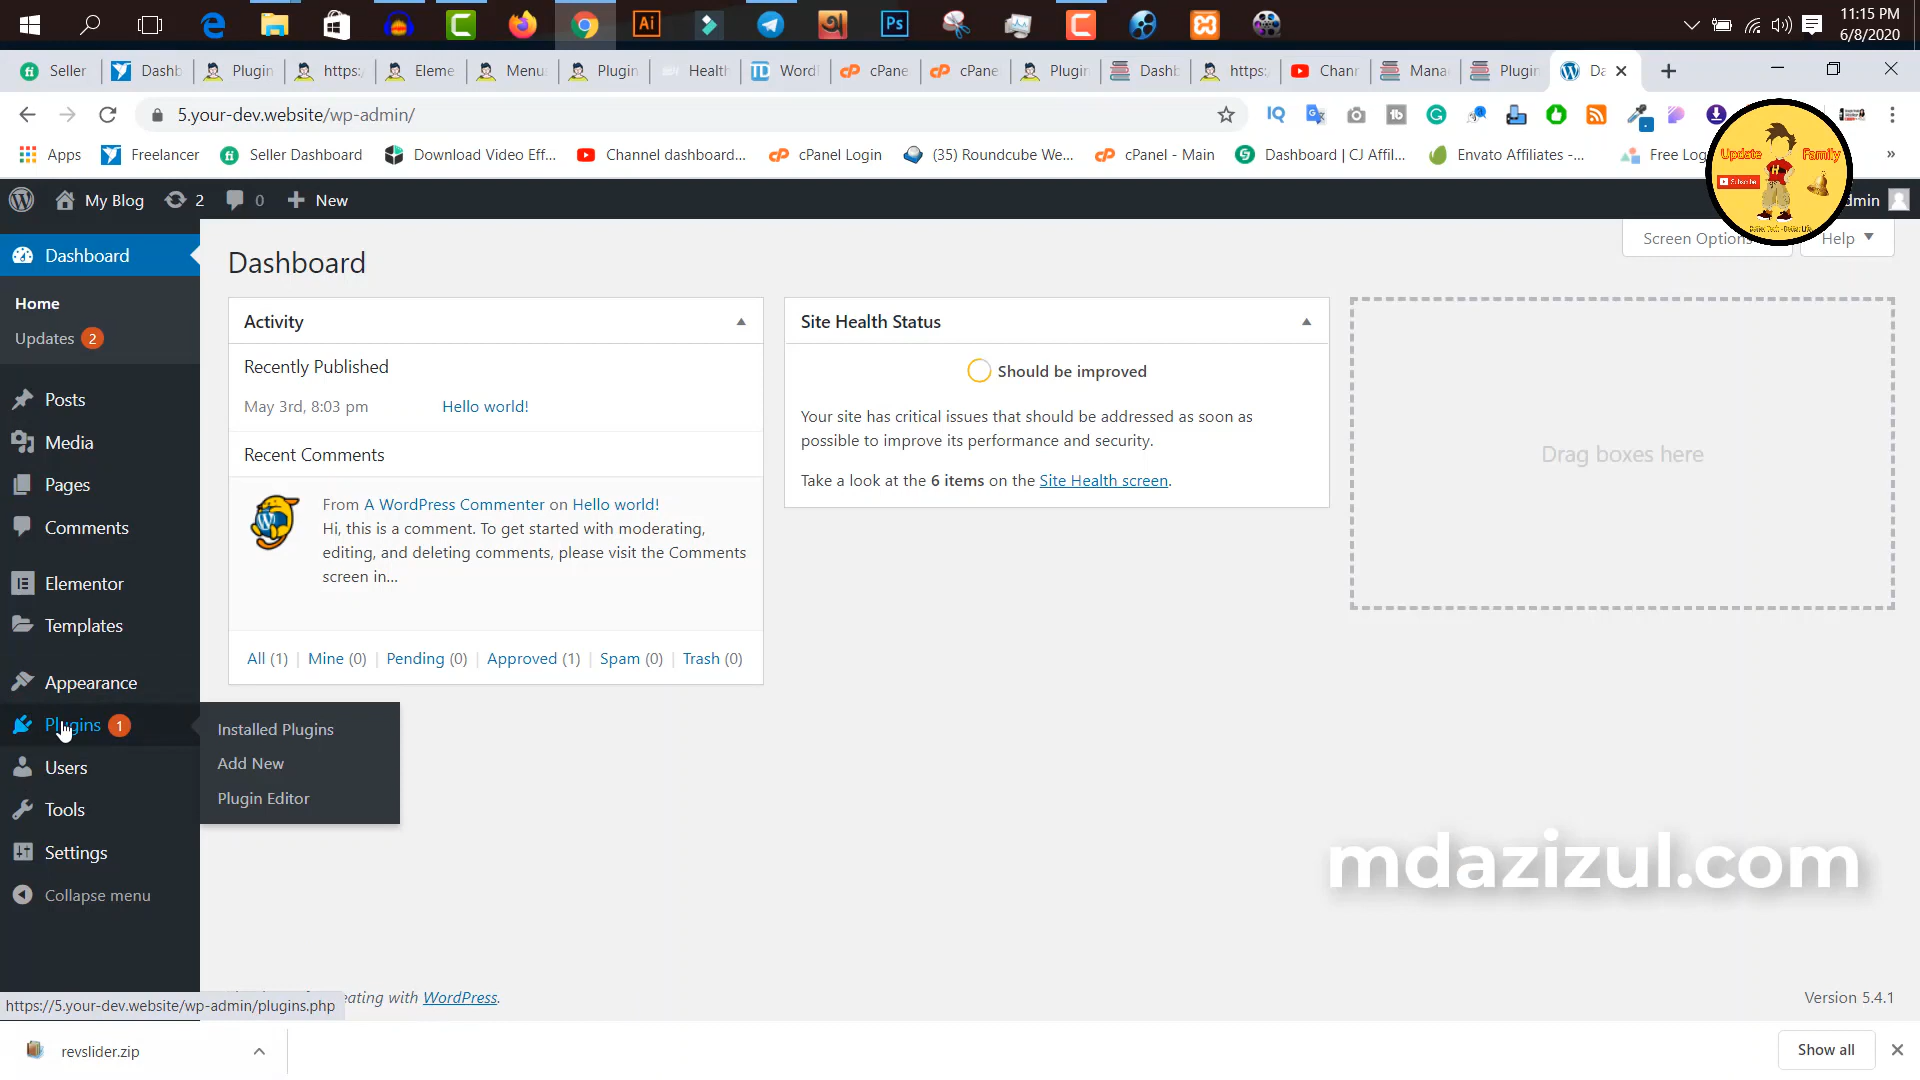 11:15 PM
6/8/2020
Seller
Dashb
Plugin
https:
Eleme
Menu
Plugin
Health
Word
cPane
cPane
Plugin
Dashb
https:
Chann
Mana
Plugin
Da
5.your-dev.website/wp-admin/
Apps
Freelancer
Seller Dashboard
Download Video Eff...
Channel dashboard...
cPanel Login
(35) Roundcube We...
cPanel - Main
Dashboard | CJ Affil...
Envato Affiliates -...
Free Log
»
Update Family
Subscribe
My Blog
2
0
New
dmin
Dashboard
Home
Updates 2
Posts
Media
Pages
Comments
Elementor
Templates
Appearance
Plugins 1
Users
Tools
Settings
Collapse menu
Installed Plugins
Add New
Plugin Editor
Screen Options
Help
Dashboard
Activity
Recently Published
May 3rd, 8:03 pm Hello world!
Recent Comments
From A WordPress Commenter on Hello world!
Hi, this is a comment. To get started with moderating,
editing, and deleting comments, please visit the Comments
screen in...
All (1) | Mine (0) | Pending (0) | Approved (1) | Spam (0) | Trash (0)
Site Health Status
Should be improved
Your site has critical issues that should be addressed as soon as
possible to improve its performance and security.
Take a look at the 6 items on the Site Health screen.
Drag boxes here
mdazizul.com
eating with WordPress.
Version 5.4.1
https://5.your-dev.website/wp-admin/plugins.php
revslider.zip
Show all